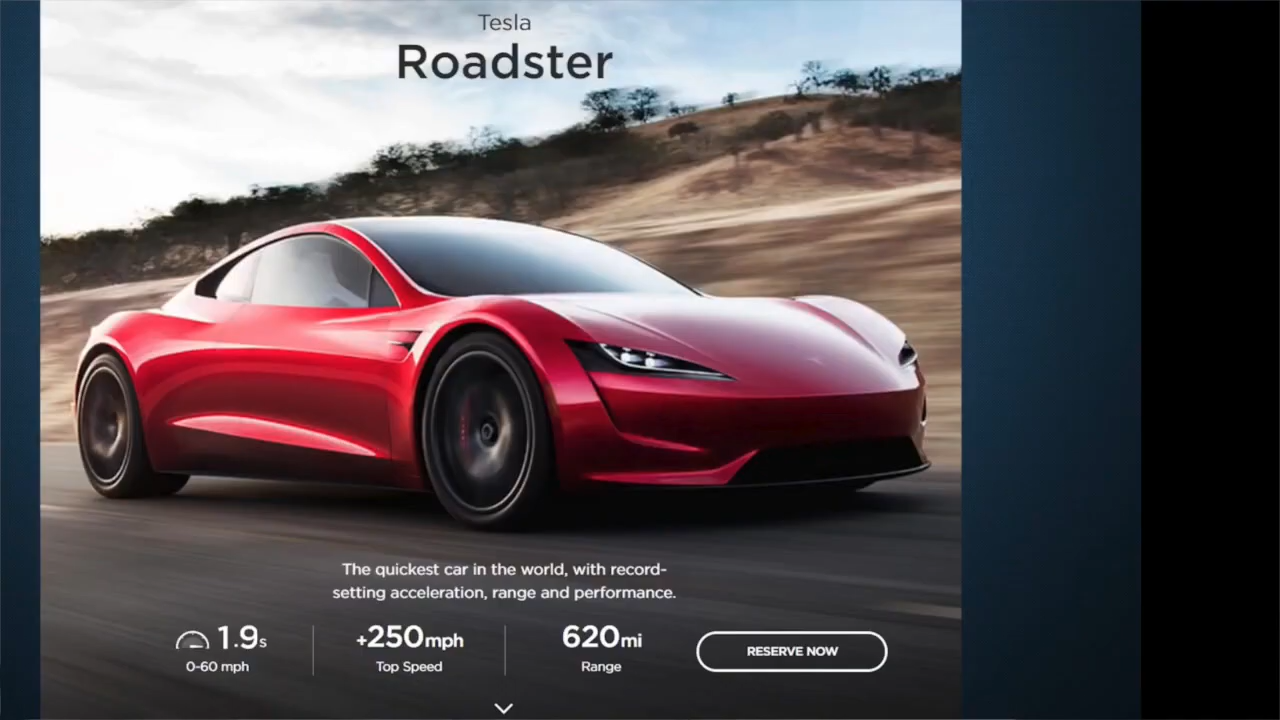 Tesla
Roadster
The quickest car in the world, with record-
setting acceleration, range and performance.
1.9s
+250mph
620mi
RESERVE NOW
0-60 mph
Top Speed
Range